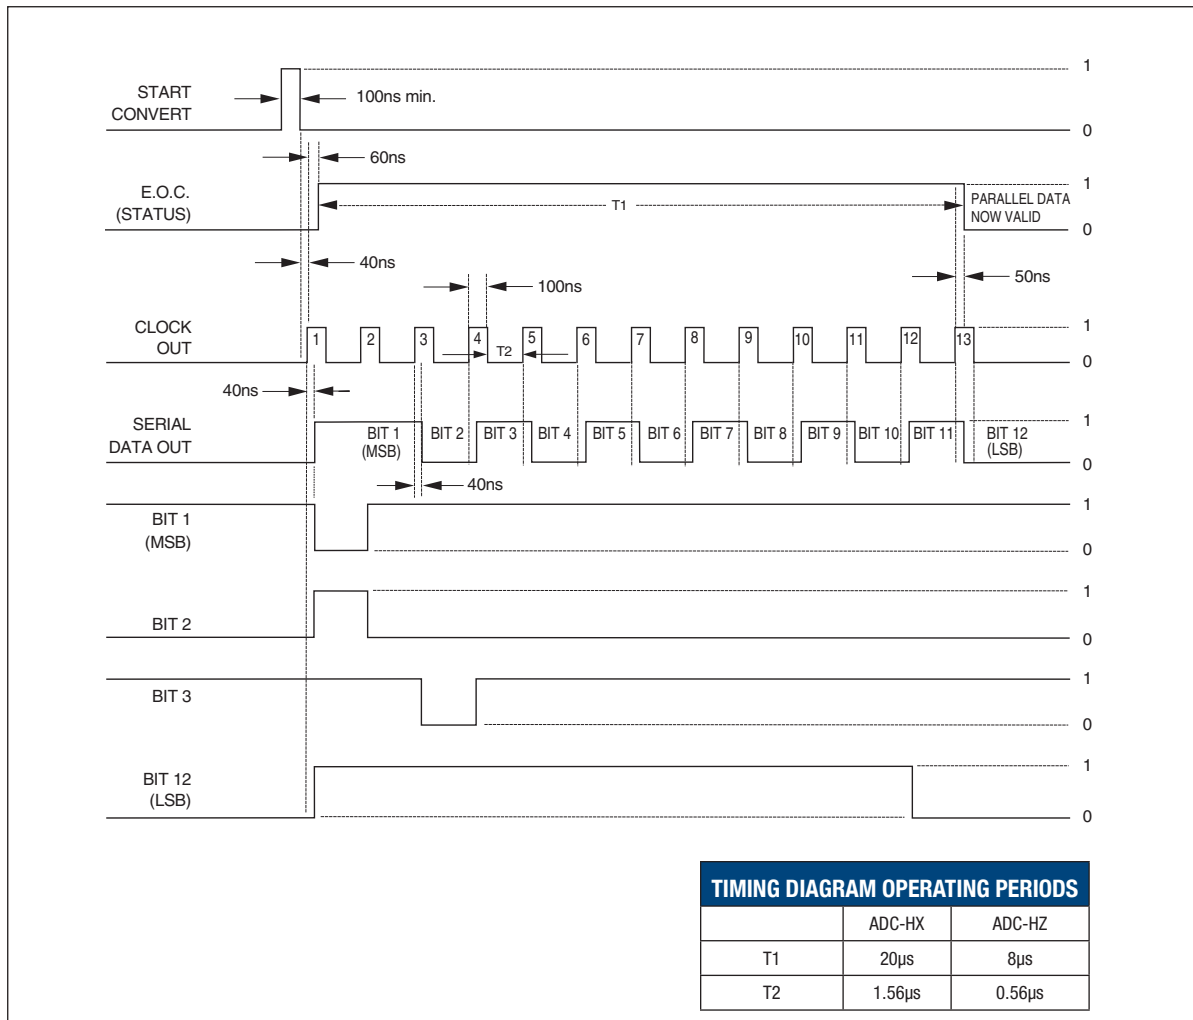 1
START
CONVERT
100ns min.
0
60ns
E.O.C.
(STATUS)
1
T1
PARALLEL DATA
NOW VALID
0
40ns
100ns
50ns
CLOCK
OUT
1
1 2 3 4 5 6 7 8 9 10 11 12 13
T2
0
40ns
SERIAL
DATA OUT
1
BIT 1
(MSB)
BIT 2
BIT 3
BIT 4
BIT 5
BIT 6
BIT 7
BIT 8
BIT 9
BIT 10
BIT 11
BIT 12
(LSB)
0
40ns
BIT 1
(MSB)
1
0
BIT 2
1
0
BIT 3
1
0
BIT 12
(LSB)
1
0
TIMING DIAGRAM OPERATING PERIODS
ADC-HX ADC-HZ
T1 20µs 8µs
T2 1.56µs 0.56µs